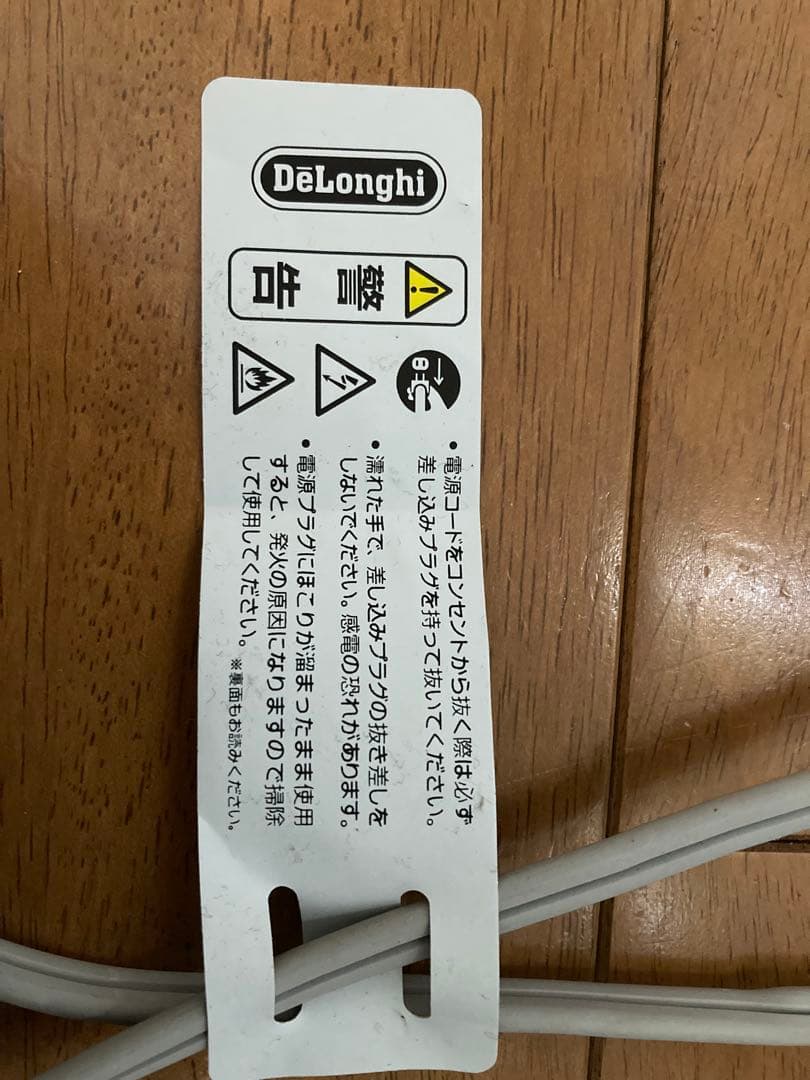 DēLonghi
警告
• 電源コードをコンセントから抜く際は必ず
差し込みプラグを持って抜いてください。
• 濡れた手で、差し込みプラグの抜き差しを
しないでください。感電の恐れがあります。
• 電源プラグにほこりが溜まったまま使用
すると、発火の原因になりますので掃除
して使用してください。 ※裏面もお読みください。